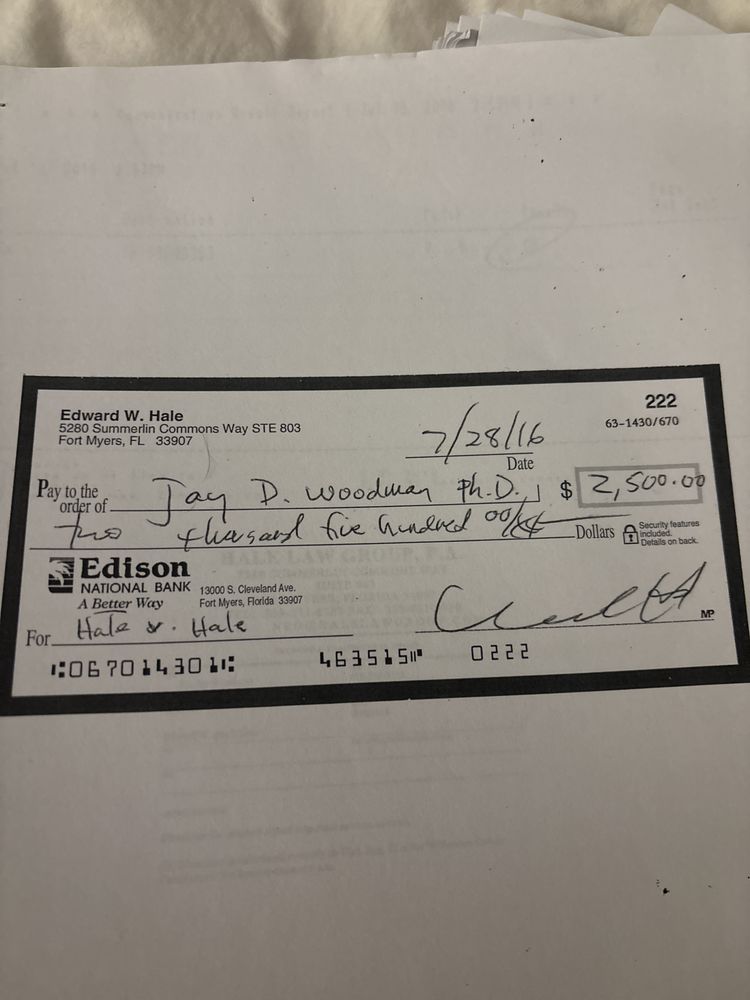 Edward W. Hale
5280 Summerlin Commons Way STE 803
Fort Myers, FL 33907
222
63-1430/670
7/28/16
Date
Pay to the order of Jay D. Woodman Ph.D. $ 2,500.00
two thousand five hundred 00/ Dollars
Security features included. Details on back.
Edison
NATIONAL BANK
A Better Way
13000 S. Cleveland Ave.
Fort Myers, Florida 33907
HALE LAW GROUP, P.A.
For Hale v. Hale
MP
⑆067014301⑆ 463515⑈ 0222